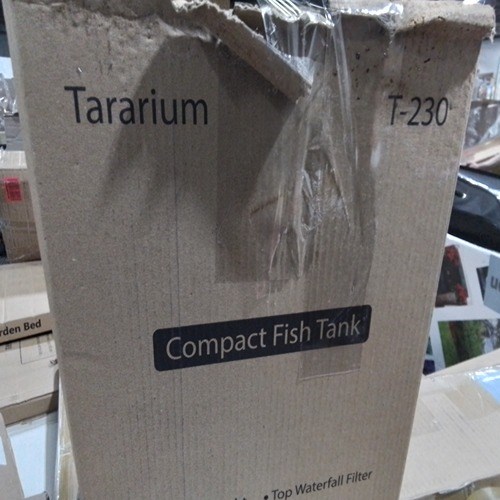 Tararium
T-230
Compact Fish Tank
rden Bed
• Top Waterfall Filter